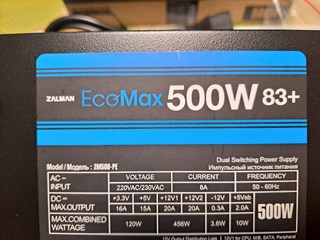 ZALMAN EcoMax 500W 83+
Dual Switching Power Supply
Model / Модель : ZM500-PE Импульсный источник питания
AC~ INPUT VOLTAGE CURRENT FREQUENCY
220VAC/230VAC 8A 50 - 60Hz
DC= MAX.OUTPUT +3.3V +5V +12V1 +12V2 -12V +5Vsb 500W
16A 15A 20A 20A 0.3A 2.0A
MAX.COMBINED WATTAGE 120W 456W 3.6W 10W